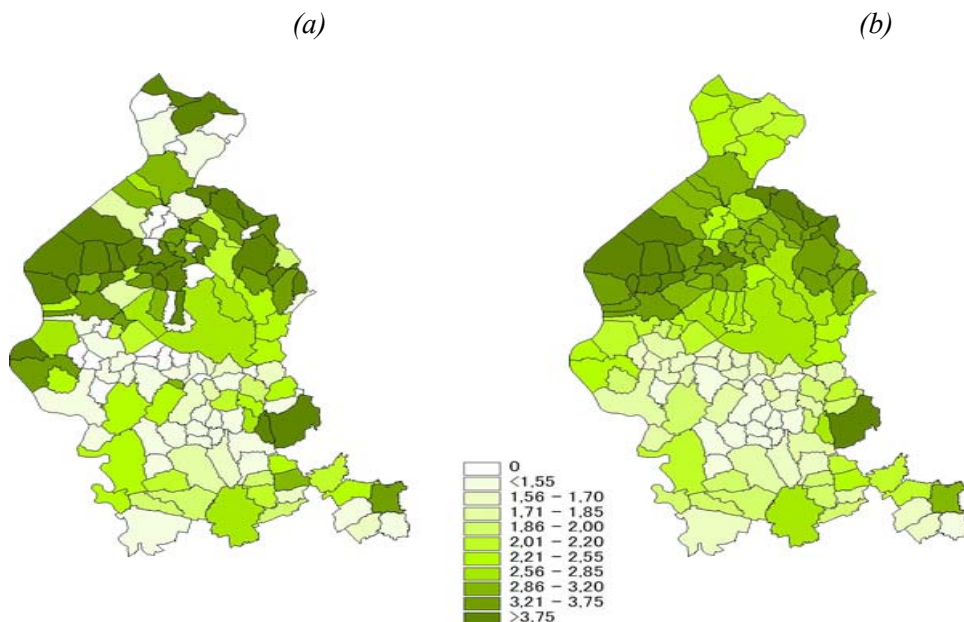 (a) (b)
0
<1,55
1,56 – 1,70
1,71 – 1,85
1,86 – 2,00
2,01 – 2,20
2,21 – 2,55
2,56 – 2,85
2,86 – 3,20
3,21 – 3,75
>3,75